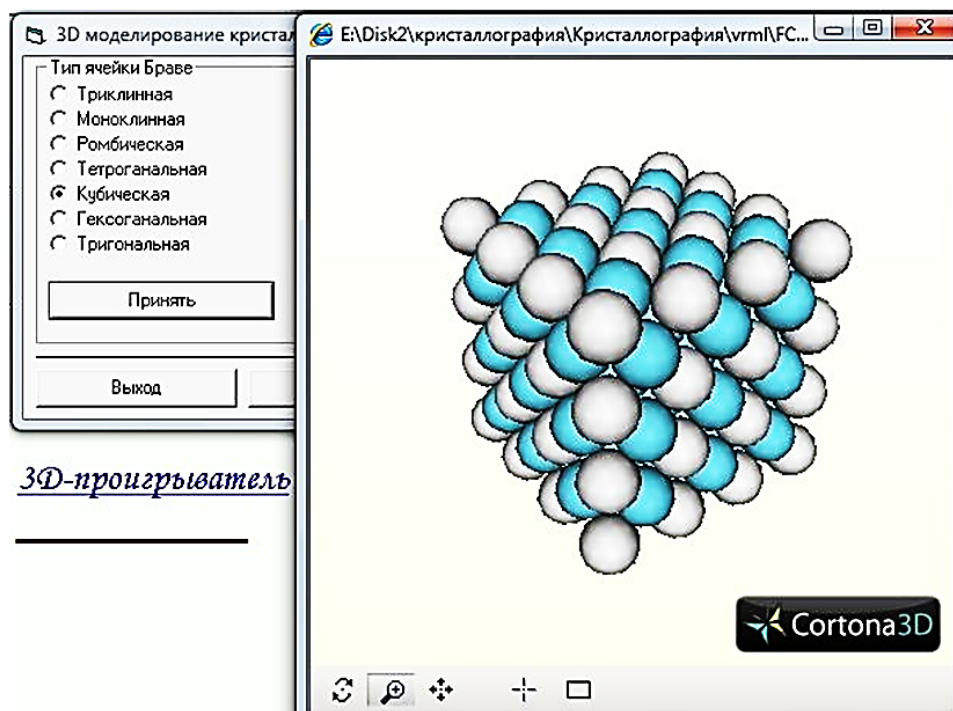 3D моделирование кристал
E:\Disk2\кристаллография\Кристаллография\vrml\FC...
Тип ячейки Браве
Триклинная
Моноклинная
Ромбическая
Тетроганальная
Кубическая
Гексоганальная
Тригональная
Принять
Выход
3D-проигрыватель
Cortona3D